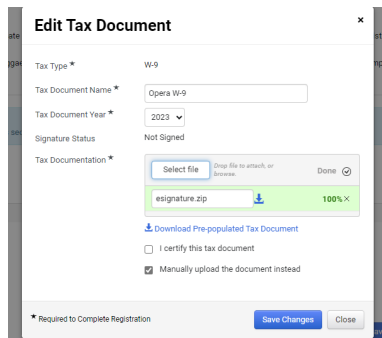 Edit Tax Document ×
Tax Type ★ W-9
Tax Document Name ★ Opera W-9
Tax Document Year ★ 2023
Signature Status Not Signed
Tax Documentation ★
Select file Drop file to attach, or
browse. Done
esignature.zip 100% ×
Download Pre-populated Tax Document
I certify this tax document
Manually upload the document instead
★ Required to Complete Registration Save Changes Close